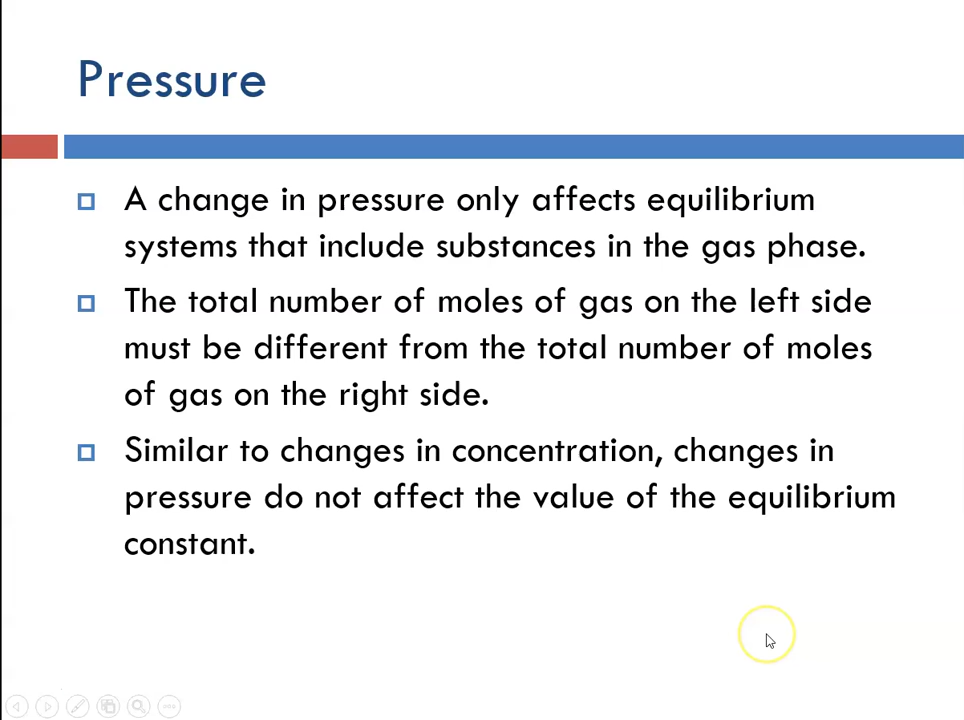 Pressure
A change in pressure only affects equilibrium
systems that include substances in the gas phase.
The total number of moles of gas on the left side
must be different from the total number of moles
of gas on the right side.
Similar to changes in concentration, changes in
pressure do not affect the value of the equilibrium
constant.